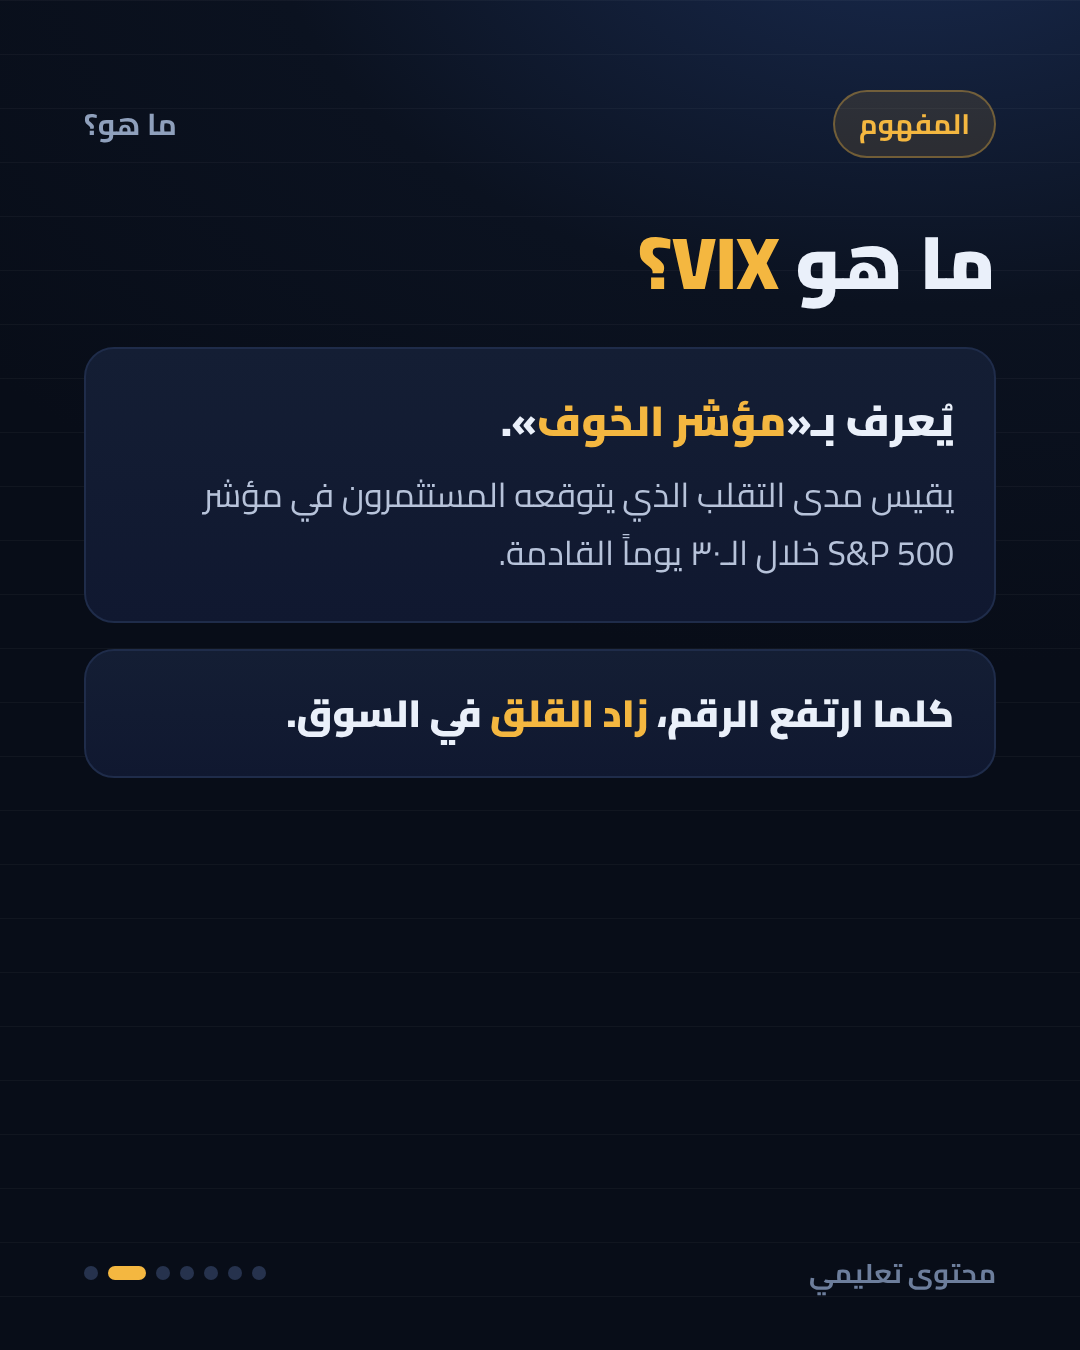 المفهوم
ما هو؟
ما هو VIX؟
يُعرف بـ«مؤشر الخوف».
يقيس مدى التقلب الذي يتوقعه المستثمرون في مؤشر
S&P 500 خلال الـ٣٠ يوماً القادمة.
كلما ارتفع الرقم، زاد القلق في السوق.
محتوى تعليمي